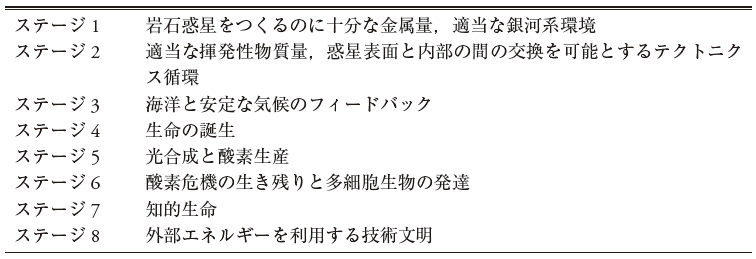 ステージ1 岩石惑星をつくるのに十分な金属量,適当な銀河系環境
ステージ2 適当な揮発性物質量,惑星表面と内部の間の交換を可能とするテクトニク
ス循環
ステージ3 海洋と安定な気候のフィードバック
ステージ4 生命の誕生
ステージ5 光合成と酸素生産
ステージ6 酸素危機の生き残りと多細胞生物の発達
ステージ7 知的生命
ステージ8 外部エネルギーを利用する技術文明